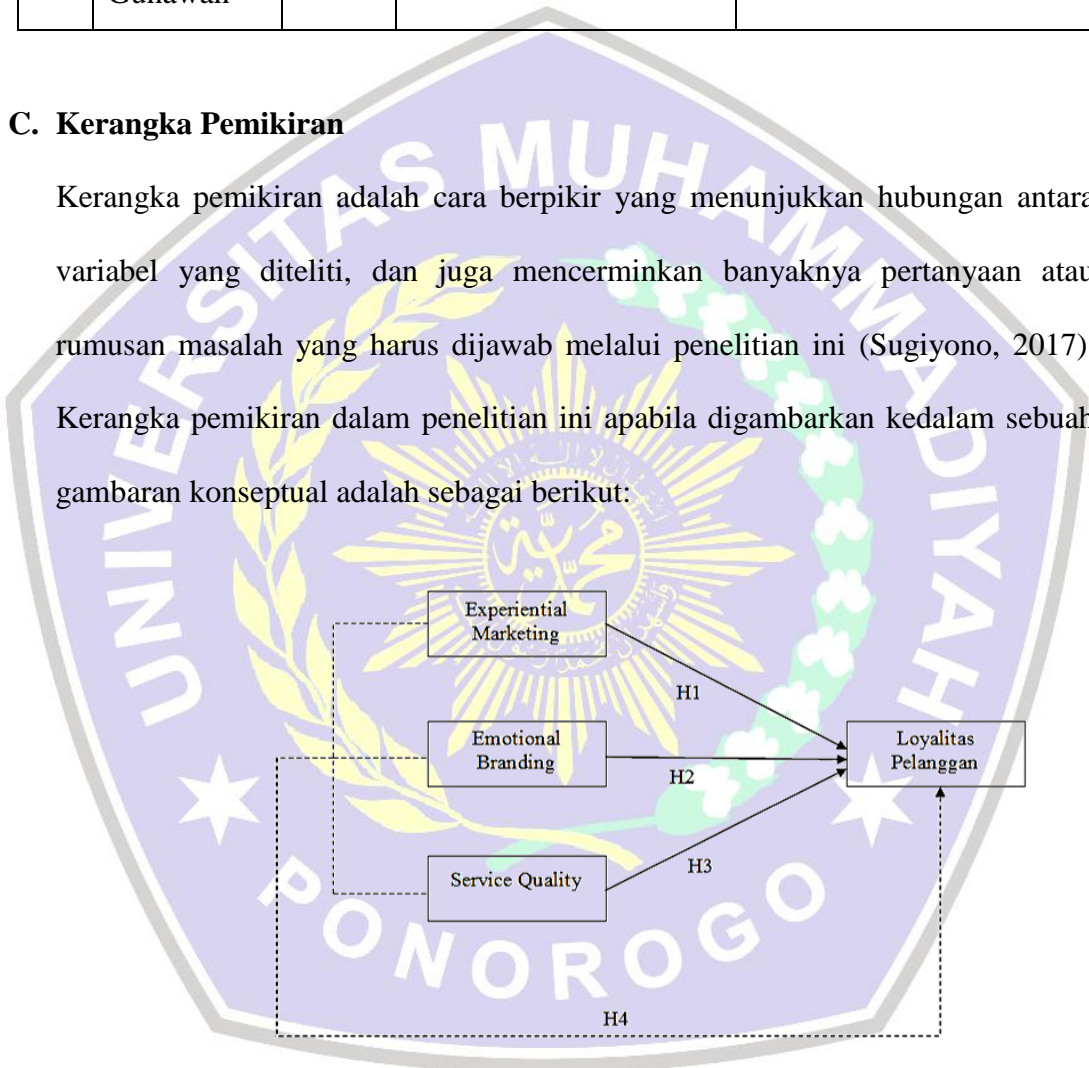 Gunawan
C. Kerangka Pemikiran
Kerangka pemikiran adalah cara berpikir yang menunjukkan hubungan antara
variabel yang diteliti, dan juga mencerminkan banyaknya pertanyaan atau
rumusan masalah yang harus dijawab melalui penelitian ini (Sugiyono, 2017)
Kerangka pemikiran dalam penelitian ini apabila digambarkan kedalam sebuah
gambaran konseptual adalah sebagai berikut:
Experiential
Marketing
H1
Emotional
Branding
H2
Loyalitas
Pelanggan
Service Quality
H3
H4
UNIVERSITAS MUHAMMADIYAH
PONOROGO